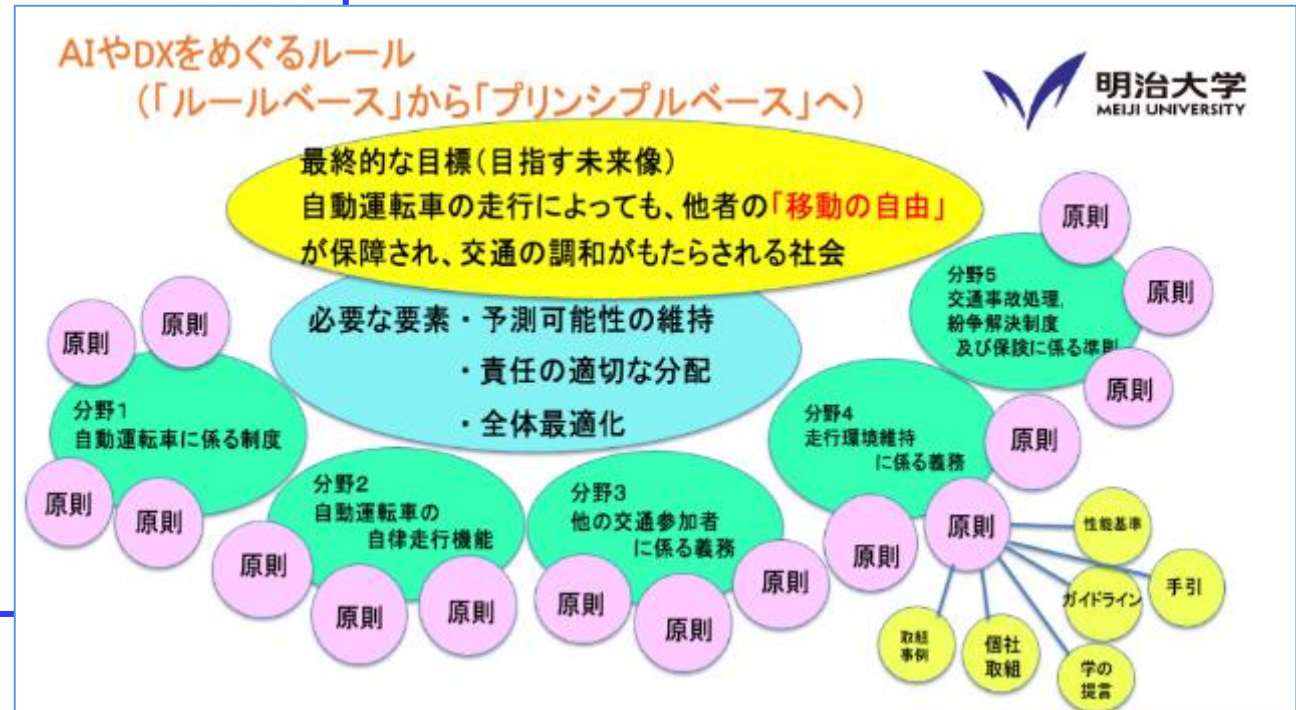 AIやDXをめぐるルール
(「ルールベース」から「プリンシプルベース」へ)
明治大学
MEIJI UNIVERSITY
最終的な目標(目指す未来像)
自動運転車の走行によっても、他者の「移動の自由」
が保障され、交通の調和がもたらされる社会
必要な要素・予測可能性の維持
・責任の適切な分配
・全体最適化
原則
原則
分野1
自動運転車に係る制度
原則
原則
分野2
自動運転車の
自律走行機能
原則
原則
原則
分野3
他の交通参加者
に係る義務
原則
原則
原則
分野4
走行環境維持
に係る義務
原則
原則
原則
分野5
交通事故処理,
紛争解決制度
及び保険に係る準則
原則
原則
原則
性能基準
手引
ガイドライン
学の
提言
個社
取組
取組
事例